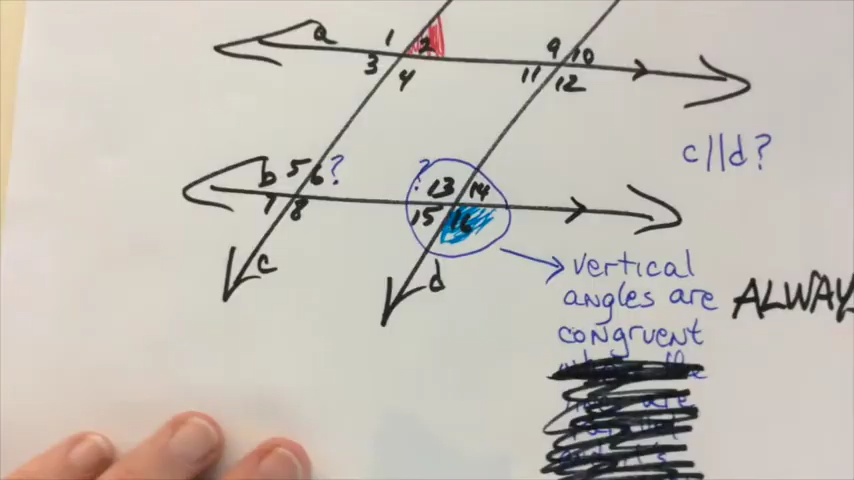 a 1 2 9 10
3 4 11 12
c||d?
b 5 6? ? 13 14
7 8 15 16
c d
vertical
angles are ALWAY
congruent